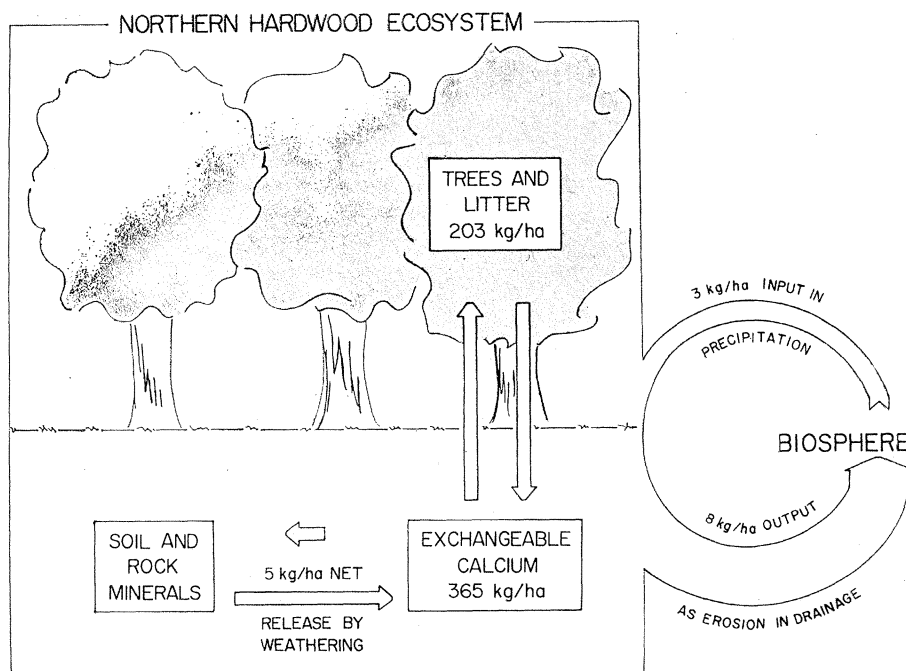 NORTHERN HARDWOOD ECOSYSTEM
TREES AND
LITTER
203 kg/ha
3 kg/ha INPUT IN
PRECIPITATION
BIOSPHERE
8 kg/ha OUTPUT
AS EROSION IN DRAINAGE
SOIL AND
ROCK
MINERALS
5 kg/ha NET
RELEASE BY
WEATHERING
EXCHANGEABLE
CALCIUM
365 kg/ha